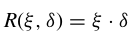 R(ξ, δ) = ξ · δ